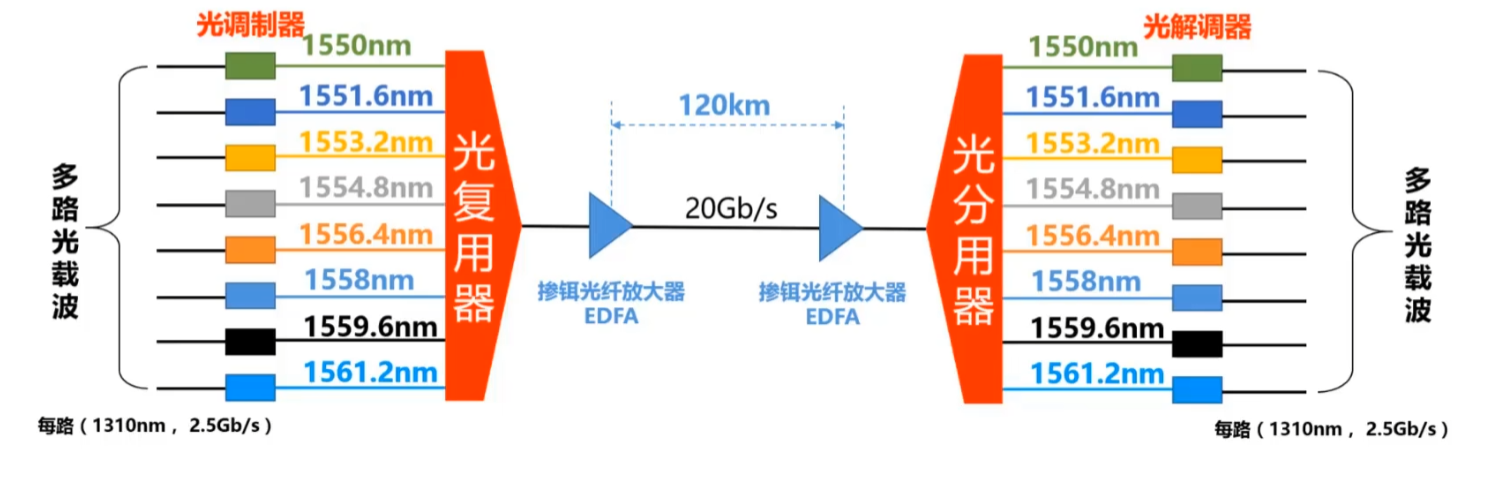 光调制器
1550nm
1551.6nm
1553.2nm
1554.8nm
1556.4nm
1558nm
1559.6nm
1561.2nm
多路光载波
每路（1310nm ，2.5Gb/s）
光复用器
120km
20Gb/s
掺铒光纤放大器
EDFA
掺铒光纤放大器
EDFA
光分用器
光解调器
1550nm
1551.6nm
1553.2nm
1554.8nm
1556.4nm
1558nm
1559.6nm
1561.2nm
多路光载波
每路（1310nm ，2.5Gb/s）